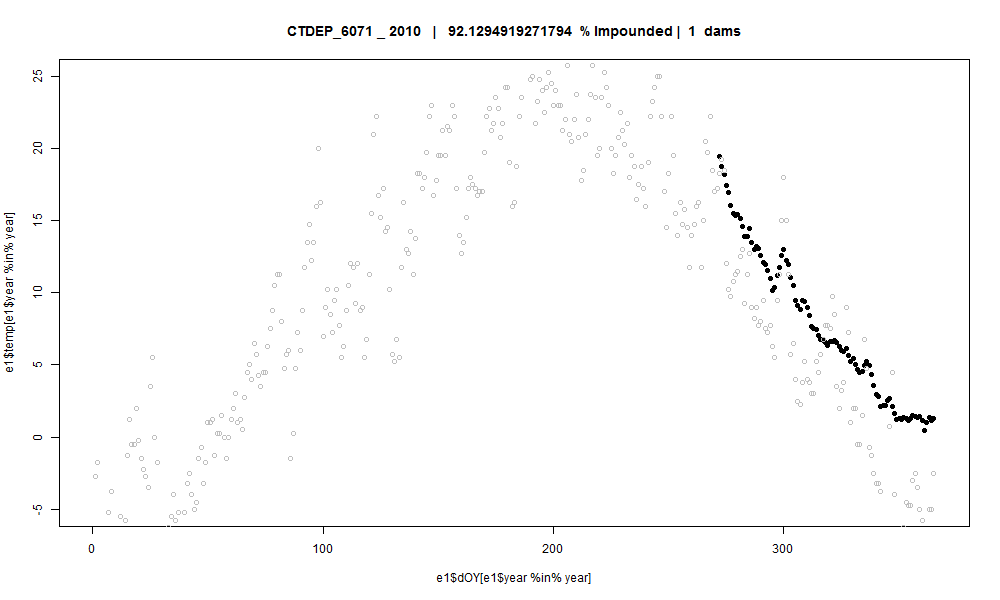 CTDEP_6071 _ 2010 | 92.1294919271794 % Impounded | 1 dams
25
20
15
10
5
0
-5
e1$temp[e1$year %in% year]
0 100 200 300
e1$dOY[e1$year %in% year]